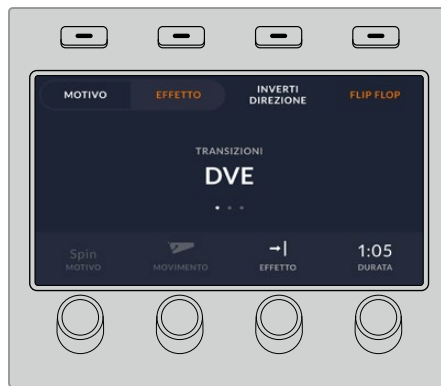 MOTIVO
EFFETTO
INVERTI
DIREZIONE
FLIP FLOP
TRANSIZIONI
DVE
Spin
MOTIVO
MOVIMENTO
EFFETTO
1:05
DURATA